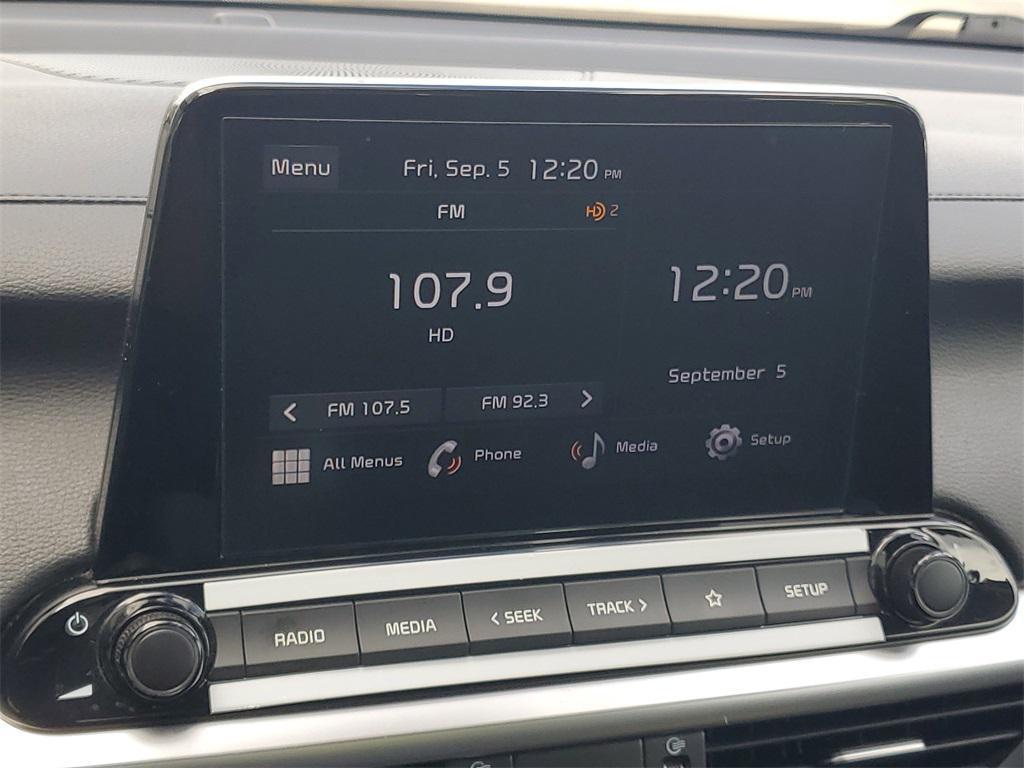 Menu Fri, Sep. 5 12:20 PM
FM HD 2
107.9
HD
12:20 PM
September 5
< FM 107.5 FM 92.3 >
All Menus Phone Media Setup
RADIO MEDIA < SEEK TRACK > SETUP